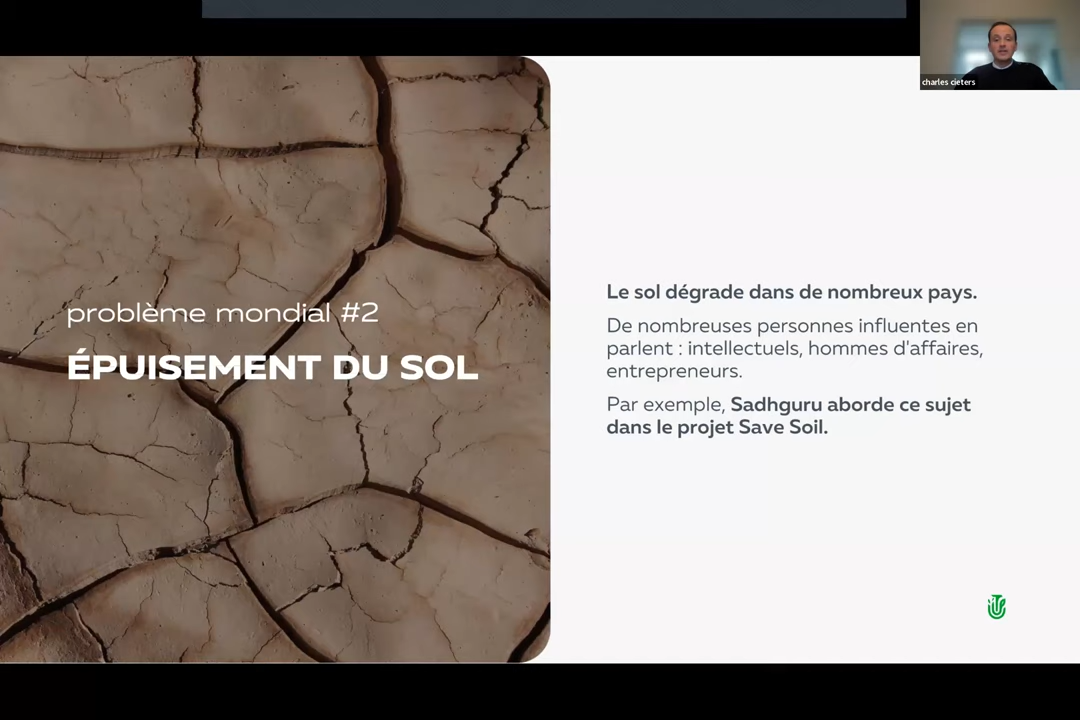 charles cieters
problème mondial #2
ÉPUISEMENT DU SOL
Le sol dégrade dans de nombreux pays.
De nombreuses personnes influentes en
parlent : intellectuels, hommes d'affaires,
entrepreneurs.
Par exemple, Sadhguru aborde ce sujet
dans le projet Save Soil.